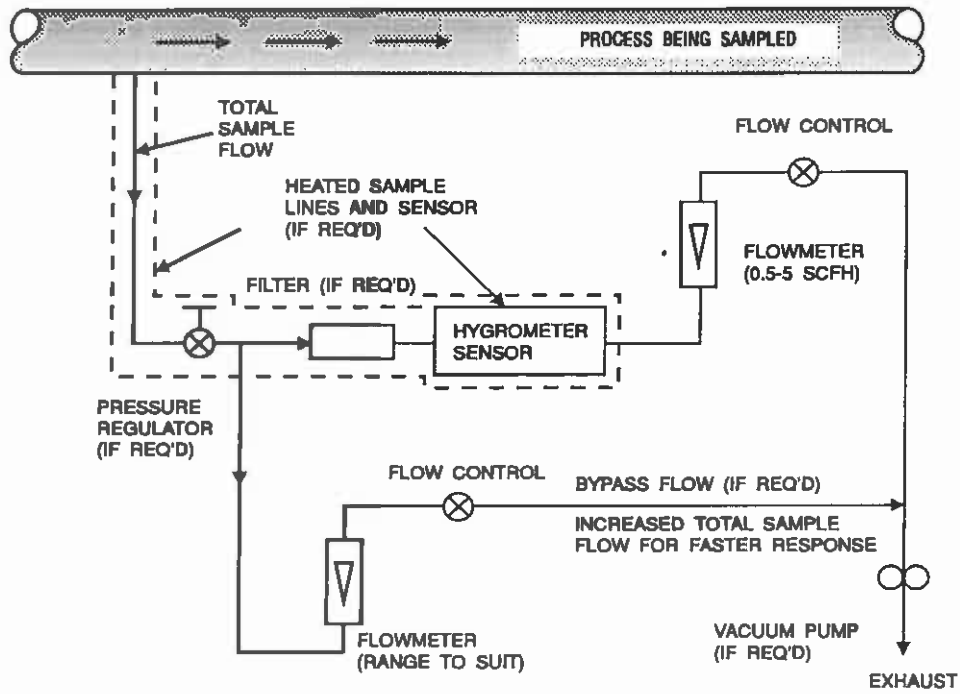 PROCESS BEING SAMPLED
TOTAL
SAMPLE
FLOW
FLOW CONTROL
HEATED SAMPLE
LINES AND SENSOR
(IF REQ'D)
FLOWMETER
(0.5-5 SCFH)
FILTER (IF REQ'D)
HYGROMETER
SENSOR
PRESSURE
REGULATOR
(IF REQ'D)
FLOW CONTROL
BYPASS FLOW (IF REQ'D)
INCREASED TOTAL SAMPLE
FLOW FOR FASTER RESPONSE
FLOWMETER
(RANGE TO SUIT)
VACUUM PUMP
(IF REQ'D)
EXHAUST